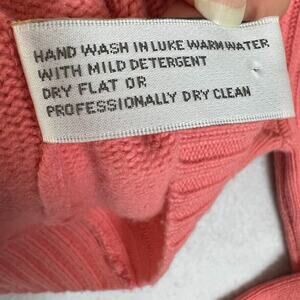 HAND WASH IN LUKE WARM WATER
WITH MILD DETERGENT
DRY FLAT OR
PROFESSIONALLY DRY CLEAN